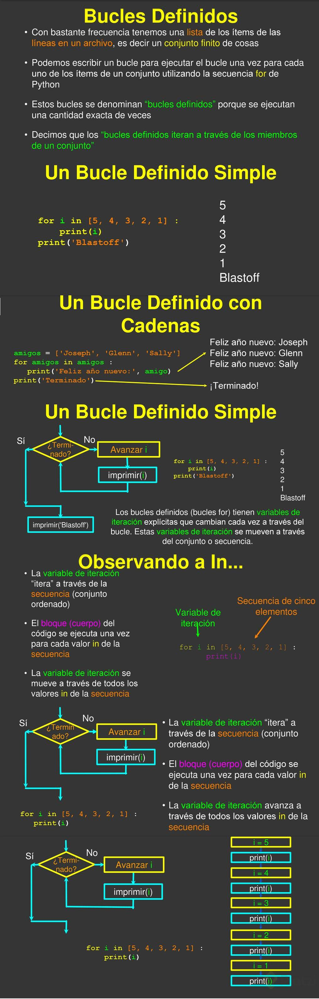 Bucles Definidos
• Con bastante frecuencia tenemos una lista de los ítems de las
líneas en un archivo, es decir un conjunto finito de cosas
• Podemos escribir un bucle para ejecutar el bucle una vez para cada
uno de los ítems de un conjunto utilizando la secuencia for de
Python
• Estos bucles se denominan “bucles definidos” porque se ejecutan
una cantidad exacta de veces
• Decimos que los “bucles definidos iteran a través de los miembros
de un conjunto”
Un Bucle Definido Simple
for i in [5, 4, 3, 2, 1] :
print(i)
print('Blastoff')
5
4
3
2
1
Blastoff
Un Bucle Definido con
Cadenas
amigos = ['Joseph', 'Glenn', 'Sally']
for amigos in amigos :
print('Feliz año nuevo:', amigo)
print('Terminado')
Feliz año nuevo: Joseph
Feliz año nuevo: Glenn
Feliz año nuevo: Sally
¡Terminado!
Un Bucle Definido Simple
Sí
¿Termi-
nado?
No
Avanzar i
imprimir(i)
imprimir('Blastoff')
for i in [5, 4, 3, 2, 1] :
print(i)
print('Blastoff')
5
4
3
2
1
Blastoff
Los bucles definidos (bucles for) tienen variables de
iteración explícitas que cambian cada vez a través del
bucle. Estas variables de iteración se mueven a través
del conjunto o secuencia.
Observando a In...
• La variable de iteración
“itera” a través de la
secuencia (conjunto
ordenado)
• El bloque (cuerpo) del
código se ejecuta una vez
para cada valor in de la
secuencia
• La variable de iteración se
mueve a través de todos los
valores in de la secuencia
Variable de
iteración
Secuencia de cinco
elementos
for i in [5, 4, 3, 2, 1] :
print(i)
Sí
¿Termin
ado?
No
Avanzar i
imprimir(i)
for i in [5, 4, 3, 2, 1] :
print(i)
• La variable de iteración “itera” a
través de la secuencia (conjunto
ordenado)
• El bloque (cuerpo) del código se
ejecuta una vez para cada valor in
de la secuencia
• La variable de iteración avanza a
través de todos los valores in de la
secuencia
Sí
¿Termi-
nado?
No
Avanzar i
imprimir(i)
for i in [5, 4, 3, 2, 1] :
print(i)
i = 5
print(i)
i = 4
print(i)
i = 3
print(i)
i = 2
print(i)
i = 1
print(i)